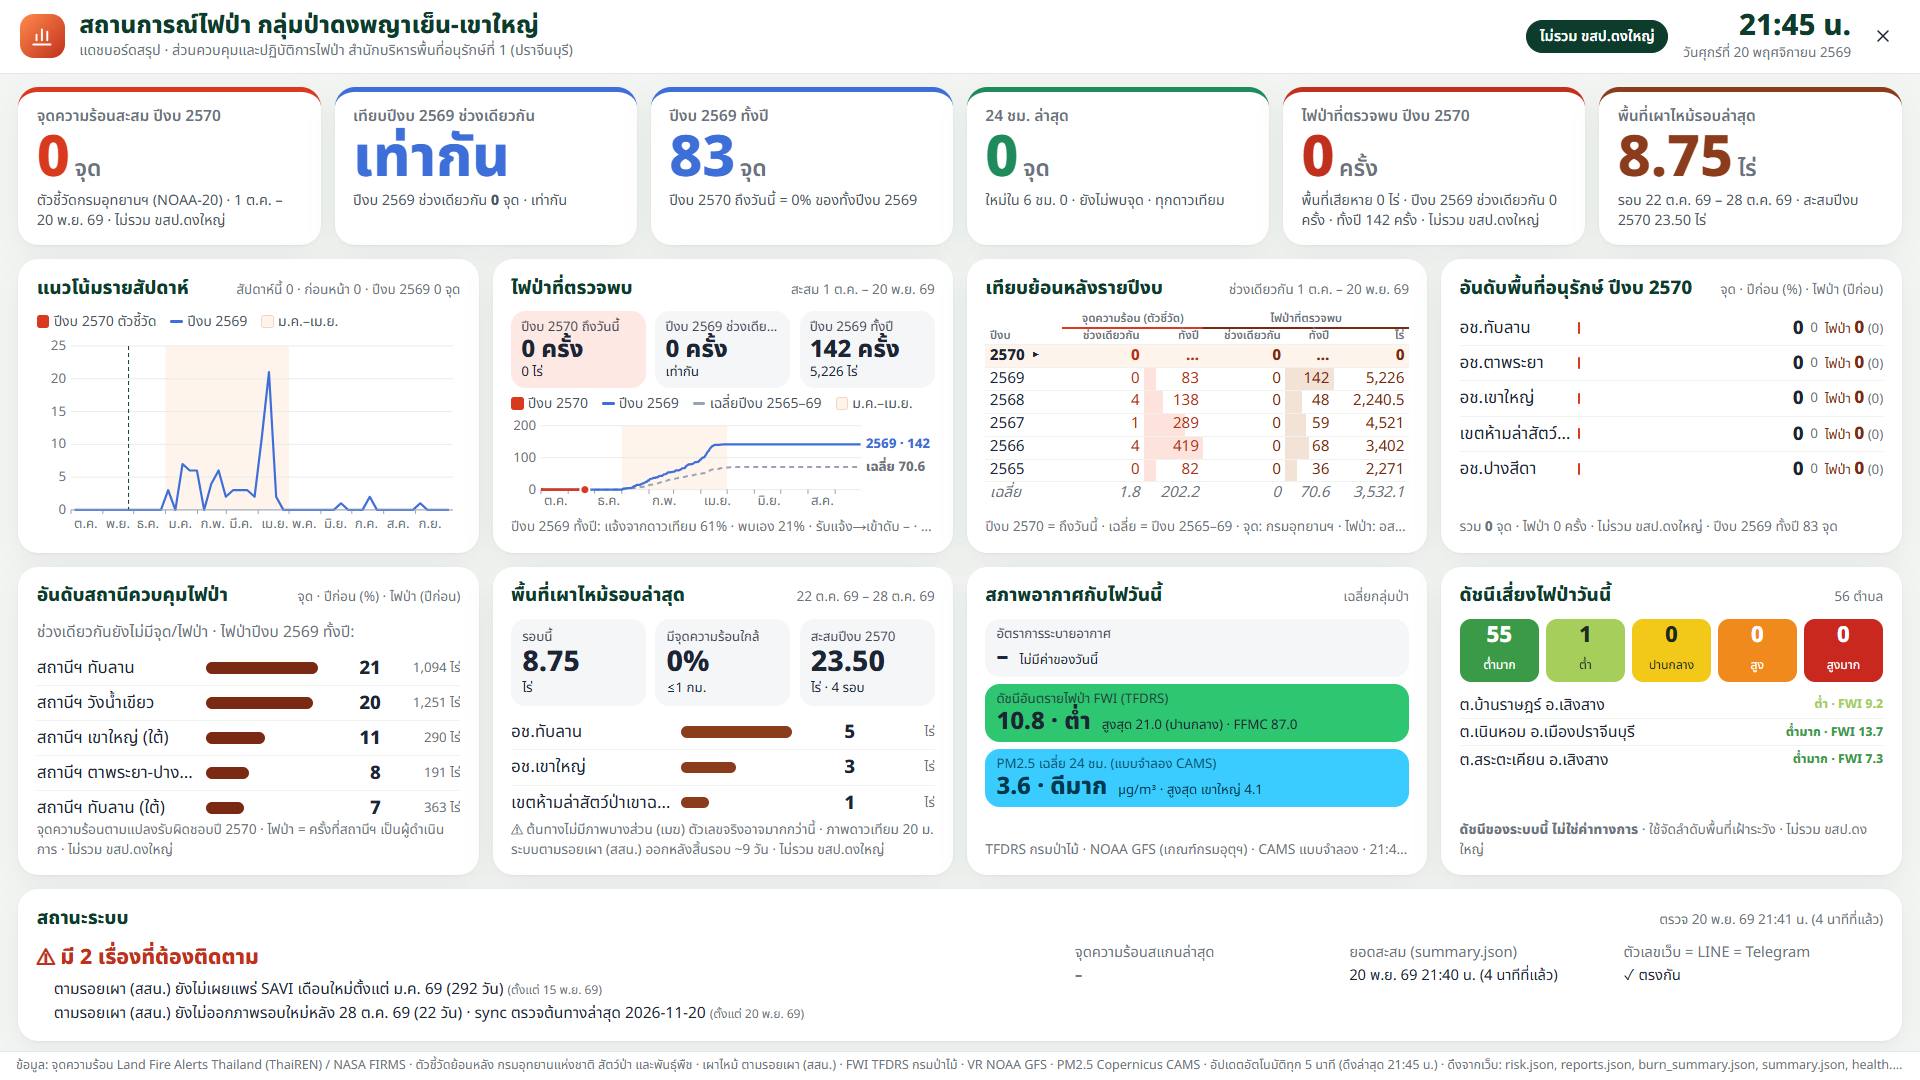 สถานการณ์ไฟป่า กลุ่มป่าดงพญาเย็น-เขาใหญ่
แดชบอร์ดสรุป · ส่วนควบคุมและปฏิบัติการไฟป่า สำนักบริหารพื้นที่อนุรักษ์ที่ 1 (ปราจีนบุรี)
ไม่รวม ขสป.ดงใหญ่
21:45 น.
วันศุกร์ที่ 20 พฤศจิกายน 2569
จุดความร้อนสะสม ปีงบ 2570
0 จุด
ตัวชี้วัดกรมอุทยานฯ (NOAA-20) · 1 ต.ค. –
20 พ.ย. 69 · ไม่รวม ขสป.ดงใหญ่
เทียบปีงบ 2569 ช่วงเดียวกัน
เท่ากัน
ปีงบ 2569 ช่วงเดียวกัน 0 จุด · เท่ากัน
ปีงบ 2569 ทั้งปี
83 จุด
ปีงบ 2570 ถึงวันนี้ = 0% ของทั้งปีงบ 2569
24 ชม. ล่าสุด
0 จุด
ใหม่ใน 6 ชม. 0 · ยังไม่พบจุด · ทุกดาวเทียม
ไฟป่าที่ตรวจพบ ปีงบ 2570
0 ครั้ง
พื้นที่เสียหาย 0 ไร่ · ปีงบ 2569 ช่วงเดียวกัน 0
ครั้ง · ทั้งปี 142 ครั้ง · ไม่รวม ขสป.ดงใหญ่
พื้นที่เผาไหม้รอบล่าสุด
8.75 ไร่
รอบ 22 ต.ค. 69 – 28 ต.ค. 69 · สะสมปีงบ
2570 23.50 ไร่
แนวโน้มรายสัปดาห์
สัปดาห์นี้ 0 · ก่อนหน้า 0 · ปีงบ 2569 0 จุด
ปีงบ 2570 ตัวชี้วัด ปีงบ 2569 ม.ค.–เม.ย.
25
20
15
10
5
0
ต.ค. พ.ย. ธ.ค. ม.ค. ก.พ. มี.ค. เม.ย. พ.ค. มิ.ย. ก.ค. ส.ค. ก.ย.
ไฟป่าที่ตรวจพบ
สะสม 1 ต.ค. – 20 พ.ย. 69
ปีงบ 2570 ถึงวันนี้
0 ครั้ง
0 ไร่
ปีงบ 2569 ช่วงเดีย...
0 ครั้ง
เท่ากัน
ปีงบ 2569 ทั้งปี
142 ครั้ง
5,226 ไร่
ปีงบ 2570 ปีงบ 2569 เฉลี่ยปีงบ 2565–69 ม.ค.–เม.ย.
200
100
0
2569 · 142
เฉลี่ย 70.6
ต.ค. ธ.ค. ก.พ. เม.ย. มิ.ย. ส.ค.
ปีงบ 2569 ทั้งปี: แจ้งจากดาวเทียม 61% · พบเอง 21% · รับแจ้ง→เข้าดับ – · ...
เทียบย้อนหลังรายปีงบ
ช่วงเดียวกัน 1 ต.ค. – 20 พ.ย. 69
จุดความร้อน (ตัวชี้วัด) ไฟป่าที่ตรวจพบ
ปีงบ ช่วงเดียวกัน ทั้งปี ช่วงเดียวกัน ทั้งปี ไร่
2570 ▸ 0 ... 0 ... 0
2569 0 83 0 142 5,226
2568 4 138 0 48 2,240.5
2567 1 289 0 59 4,521
2566 4 419 0 68 3,402
2565 0 82 0 36 2,271
เฉลี่ย 1.8 202.2 0 70.6 3,532.1
ปีงบ 2570 = ถึงวันนี้ · เฉลี่ย = ปีงบ 2565–69 · จุด: กรมอุทยานฯ · ไฟป่า: อส...
อันดับพื้นที่อนุรักษ์ ปีงบ 2570
จุด · ปีก่อน (%) · ไฟป่า (ปีก่อน)
อช.ทับลาน 0 0 ไฟป่า 0 (0)
อช.ตาพระยา 0 0 ไฟป่า 0 (0)
อช.เขาใหญ่ 0 0 ไฟป่า 0 (0)
เขตห้ามล่าสัตว์... 0 0 ไฟป่า 0 (0)
อช.ปางสีดา 0 0 ไฟป่า 0 (0)
รวม 0 จุด · ไฟป่า 0 ครั้ง · ไม่รวม ขสป.ดงใหญ่ · ปีงบ 2569 ทั้งปี 83 จุด
อันดับสถานีควบคุมไฟป่า
จุด · ปีก่อน (%) · ไฟป่า (ปีก่อน)
ช่วงเดียวกันยังไม่มีจุด/ไฟป่า · ไฟป่าปีงบ 2569 ทั้งปี:
สถานีฯ ทับลาน 21 1,094 ไร่
สถานีฯ วังน้ำเขียว 20 1,251 ไร่
สถานีฯ เขาใหญ่ (ใต้) 11 290 ไร่
สถานีฯ ตาพระยา-ปาง... 8 191 ไร่
สถานีฯ ทับลาน (ใต้) 7 363 ไร่
จุดความร้อนตามแปลงรับผิดชอบปี 2570 · ไฟป่า = ครั้งที่สถานีฯ เป็นผู้ดำเนิน
การ · ไม่รวม ขสป.ดงใหญ่
พื้นที่เผาไหม้รอบล่าสุด
22 ต.ค. 69 – 28 ต.ค. 69
รอบนี้
8.75
ไร่
มีจุดความร้อนใกล้
0%
≤1 กม.
สะสมปีงบ 2570
23.50
ไร่ · 4 รอบ
อช.ทับลาน 5 ไร่
อช.เขาใหญ่ 3 ไร่
เขตห้ามล่าสัตว์ป่าเขาฉ... 1 ไร่
⚠ ต้นทางไม่มีภาพบางส่วน (เมฆ) ตัวเลขจริงอาจมากกว่านี้ · ภาพดาวเทียม 20 ม.
ระบบตามรอยเผา (สสน.) ออกหลังสิ้นรอบ ~9 วัน · ไม่รวม ขสป.ดงใหญ่
สภาพอากาศกับไฟวันนี้
เฉลี่ยกลุ่มป่า
อัตราการระบายอากาศ
– ไม่มีค่าของวันนี้
ดัชนีอันตรายไฟป่า FWI (TFDRS)
10.8 · ต่ำ สูงสุด 21.0 (ปานกลาง) · FFMC 87.0
PM2.5 เฉลี่ย 24 ชม. (แบบจำลอง CAMS)
3.6 · ดีมาก µg/m³ · สูงสุด เขาใหญ่ 4.1
TFDRS กรมป่าไม้ · NOAA GFS (เกณฑ์กรมอุตุฯ) · CAMS แบบจำลอง · 21:4...
ดัชนีเสี่ยงไฟป่าวันนี้
56 ตำบล
55 1 0 0 0
ต่ำมาก ต่ำ ปานกลาง สูง สูงมาก
ต.บ้านราษฎร์ อ.เสิงสาง ต่ำ · FWI 9.2
ต.เนินหอม อ.เมืองปราจีนบุรี ต่ำมาก · FWI 13.7
ต.สระตะเคียน อ.เสิงสาง ต่ำมาก · FWI 7.3
ดัชนีของระบบนี้ ไม่ใช่ค่าทางการ · ใช้จัดลำดับพื้นที่เฝ้าระวัง · ไม่รวม ขสป.ดง
ใหญ่
สถานะระบบ
ตรวจ 20 พ.ย. 69 21:41 น. (4 นาทีที่แล้ว)
⚠ มี 2 เรื่องที่ต้องติดตาม
ตามรอยเผา (สสน.) ยังไม่เผยแพร่ SAVI เดือนใหม่ตั้งแต่ ม.ค. 69 (292 วัน) (ตั้งแต่ 15 พ.ย. 69)
ตามรอยเผา (สสน.) ยังไม่ออกภาพรอบใหม่หลัง 28 ต.ค. 69 (22 วัน) · sync ตรวจต้นทางล่าสุด 2026-11-20 (ตั้งแต่ 20 พ.ย. 69)
จุดความร้อนสแกนล่าสุด
–
ยอดสะสม (summary.json)
20 พ.ย. 69 21:40 น. (4 นาทีที่แล้ว)
ตัวเลขเว็บ = LINE = Telegram
✓ ตรงกัน
ข้อมูล: จุดความร้อน Land Fire Alerts Thailand (ThaiREN) / NASA FIRMS · ตัวชี้วัดย้อนหลัง กรมอุทยานแห่งชาติ สัตว์ป่า และพันธุ์พืช · เผาไหม้ ตามรอยเผา (สสน.) · FWI TFDRS กรมป่าไม้ · VR NOAA GFS · PM2.5 Copernicus CAMS · อัปเดตอัตโนมัติทุก 5 นาที (ดึงล่าสุด 21:45 น.) · ดึงจากเว็บ: risk.json, reports.json, burn_summary.json, summary.json, health....